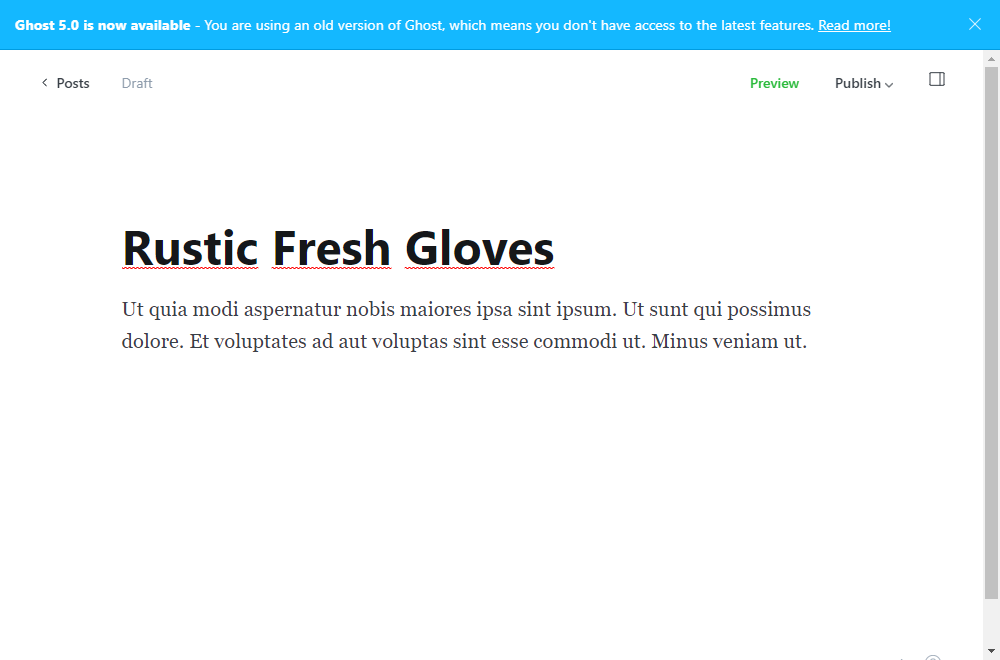 Ghost 5.0 is now available - You are using an old version of Ghost, which means you don't have access to the latest features. Read more!
Posts Draft Preview Publish
Rustic Fresh Gloves
Ut quia modi aspernatur nobis maiores ipsa sint ipsum. Ut sunt qui possimus
dolore. Et voluptates ad aut voluptas sint esse commodi ut. Minus veniam ut.